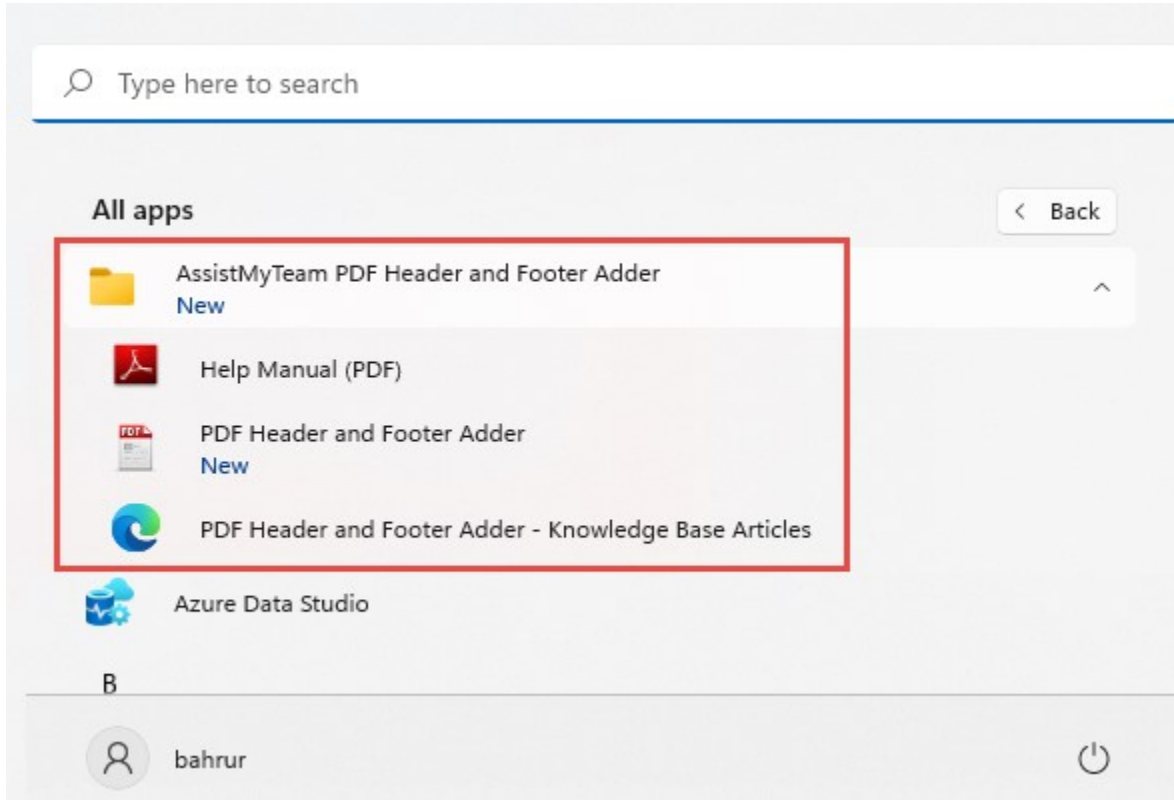 Type here to search
All apps
Back
AssistMyTeam PDF Header and Footer Adder
New
Help Manual (PDF)
PDF
PDF Header and Footer Adder
New
PDF Header and Footer Adder - Knowledge Base Articles
Azure Data Studio
B
bahrur